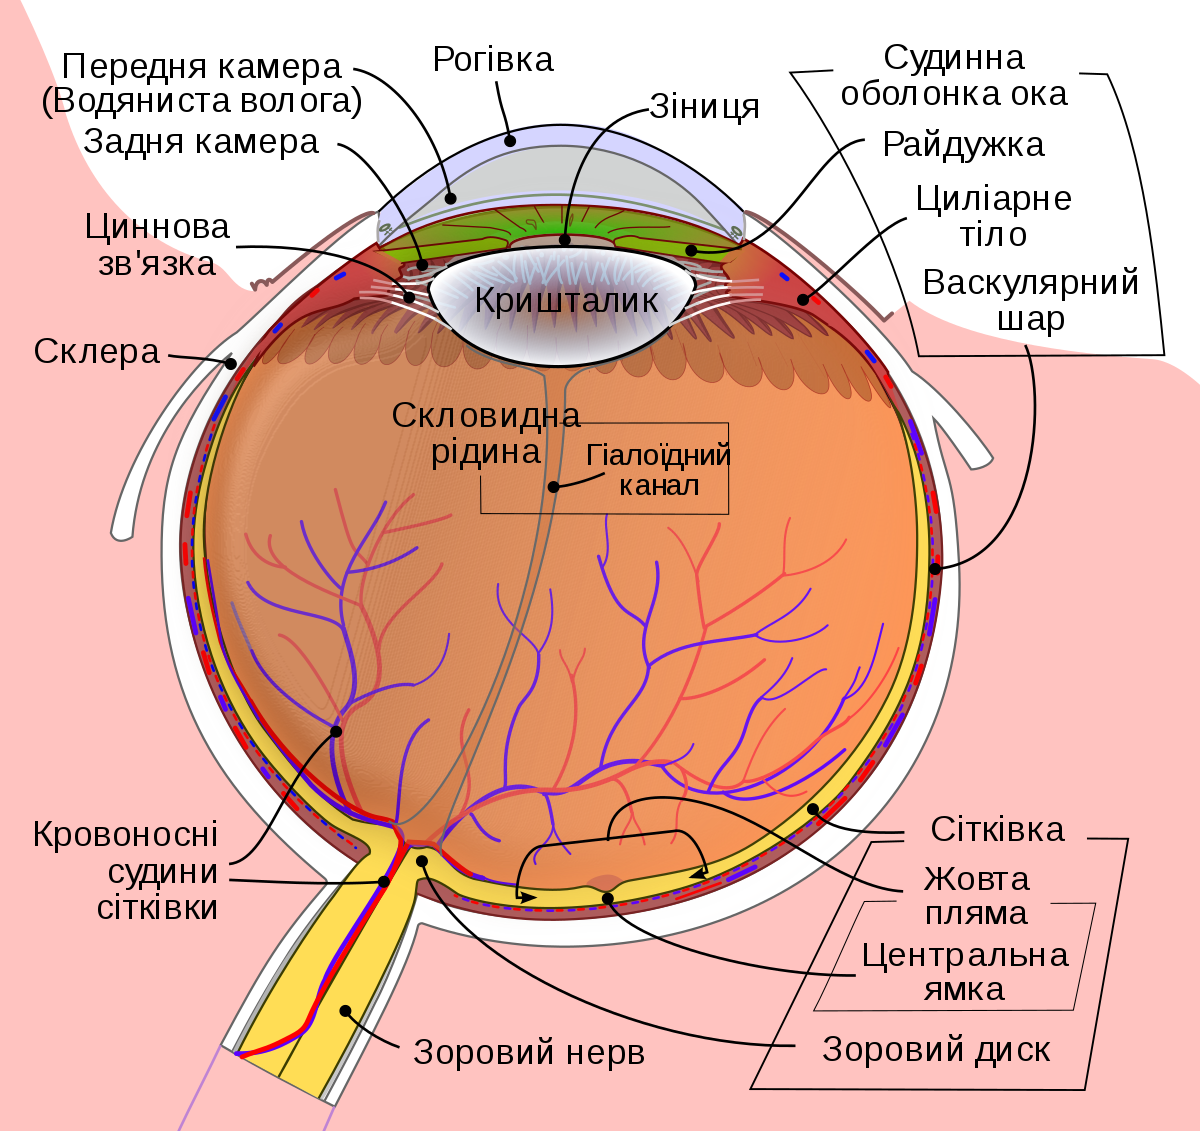 Передня камера
(Водяниста волога)
Задня камера
Рогівка
Зіниця
Судинна
оболонка ока
Райдужка
Циліарне
тіло
Васкулярний
шар
Циннова
зв'язка
Кришталик
Склера
Скловидна
рідина
Гіалоїдний
канал
Кровоносні
судини
сітківки
Сітківка
Жовта
пляма
Центральна
ямка
Зоровий нерв
Зоровий диск